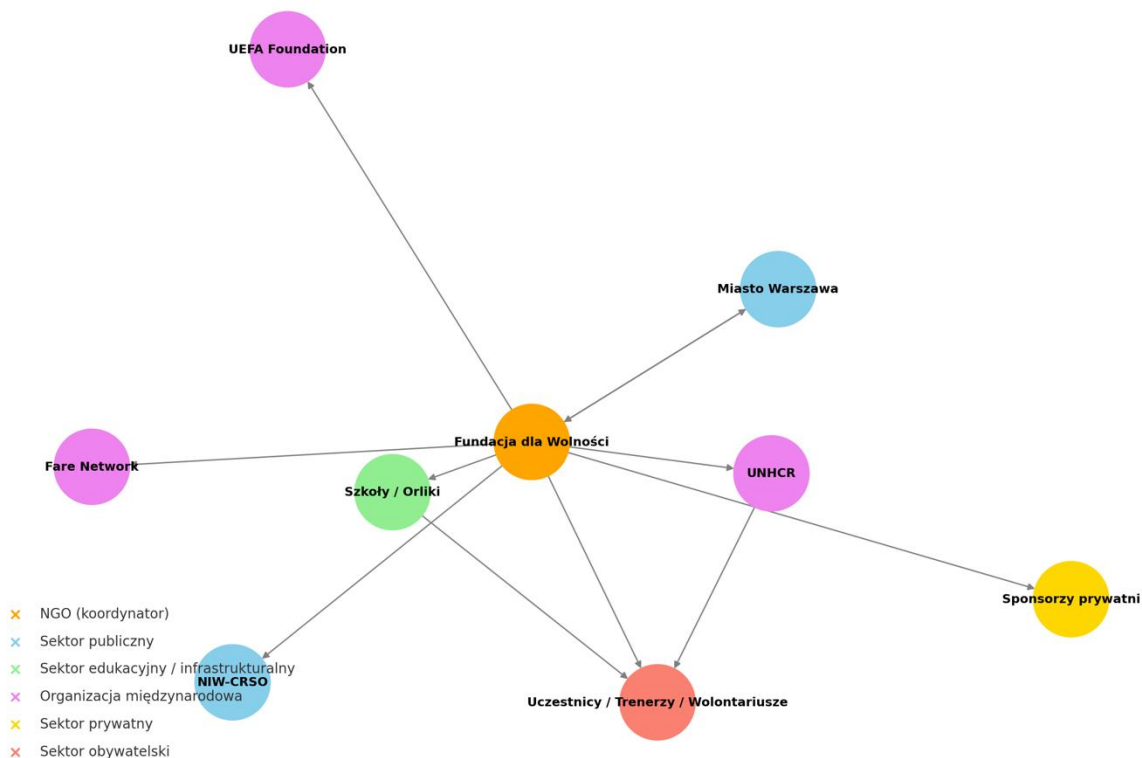 UEFA Foundation
Miasto Warszawa
Fundacja dla Wolności
Fare Network
UNHCR
Szkoły / Orliki
Sponsorzy prywatni
NIW-CRSO
Uczestnicy / Trenerzy / Wolontariusze
NGO (koordynator)
Sektor publiczny
Sektor edukacyjny / infrastrukturalny
Organizacja międzynarodowa
Sektor prywatny
Sektor obywatelski